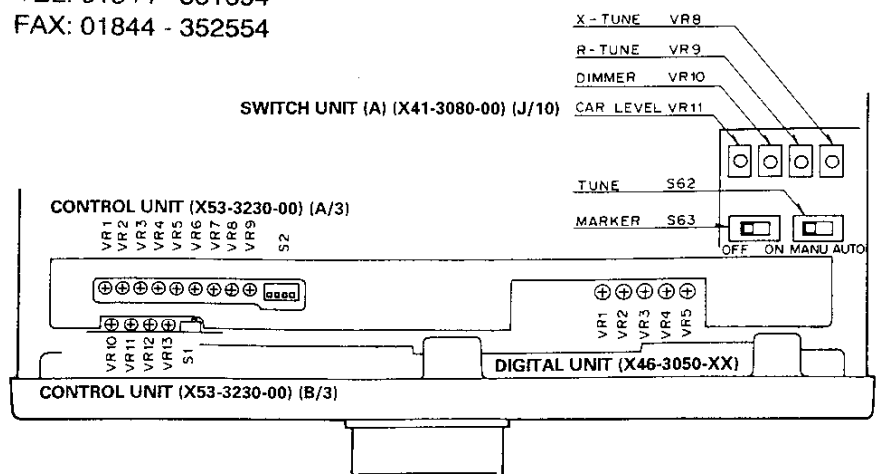 FAX: 01844 - 352554
X-TUNE VR8
R-TUNE VR9
DIMMER VR10
SWITCH UNIT (A) (X41-3080-00) (J/10)
CAR LEVEL VR11
TUNE S62
MARKER S63
OFF ON MANU AUTO
CONTROL UNIT (X53-3230-00) (A/3)
VR1
VR2
VR3
VR4
VR5
VR6
VR7
VR8
VR9
S2
VR10
VR11
VR12
VR13
S1
VR1
VR2
VR3
VR4
VR5
DIGITAL UNIT (X46-3050-XX)
CONTROL UNIT (X53-3230-00) (B/3)